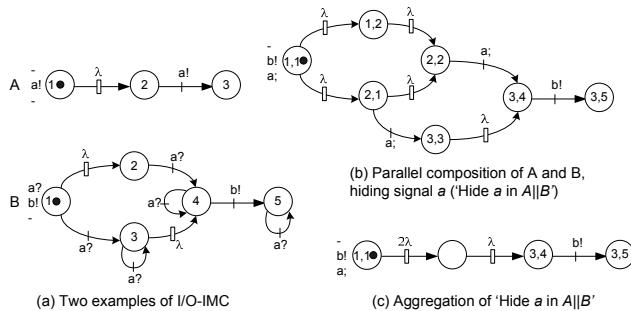 A
-
a!
-
1
λ
2
a!
3
B
a?
b!
-
1
λ
2
a?
a?
4
b!
5
a?
a?
3
λ
a?
(a) Two examples of I/O-IMC
-
b!
a;
1,1
λ
1,2
λ
2,2
a;
λ
2,1
λ
3,4
b!
3,5
a;
3,3
λ
(b) Parallel composition of A and B,
hiding signal a (‘Hide a in A||B’)
-
b!
a;
1,1
2λ
λ
3,4
b!
3,5
(c) Aggregation of ‘Hide a in A||B’